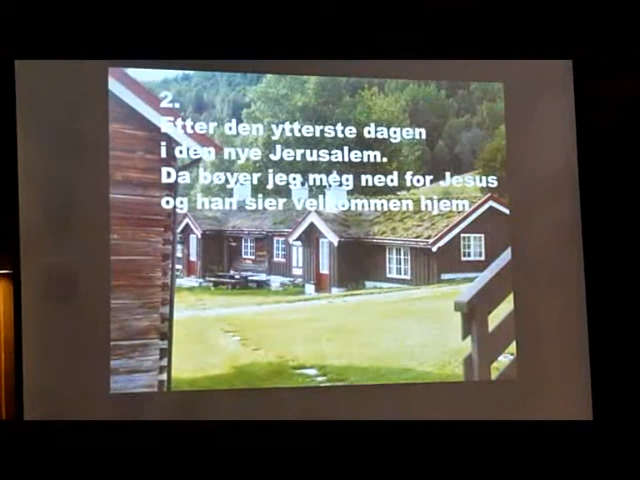 2.
Etter den ytterste dagen
i den nye Jerusalem.
Da bøyer jeg meg ned for Jesus
og han sier velkommen hjem.